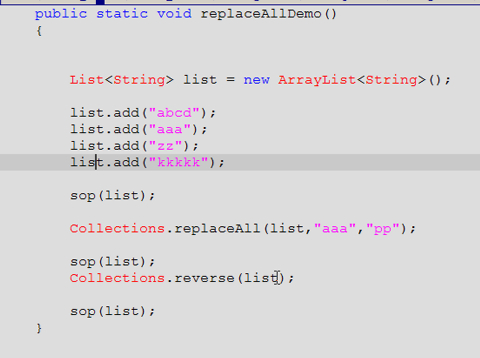 public static void replaceAllDemo()
{
List<String> list = new ArrayList<String>();
list.add("abcd");
list.add("aaa");
list.add("zz");
list.add("kkkkk");
sop(list);
Collections.replaceAll(list,"aaa","pp");
sop(list);
Collections.reverse(list);
sop(list);
}